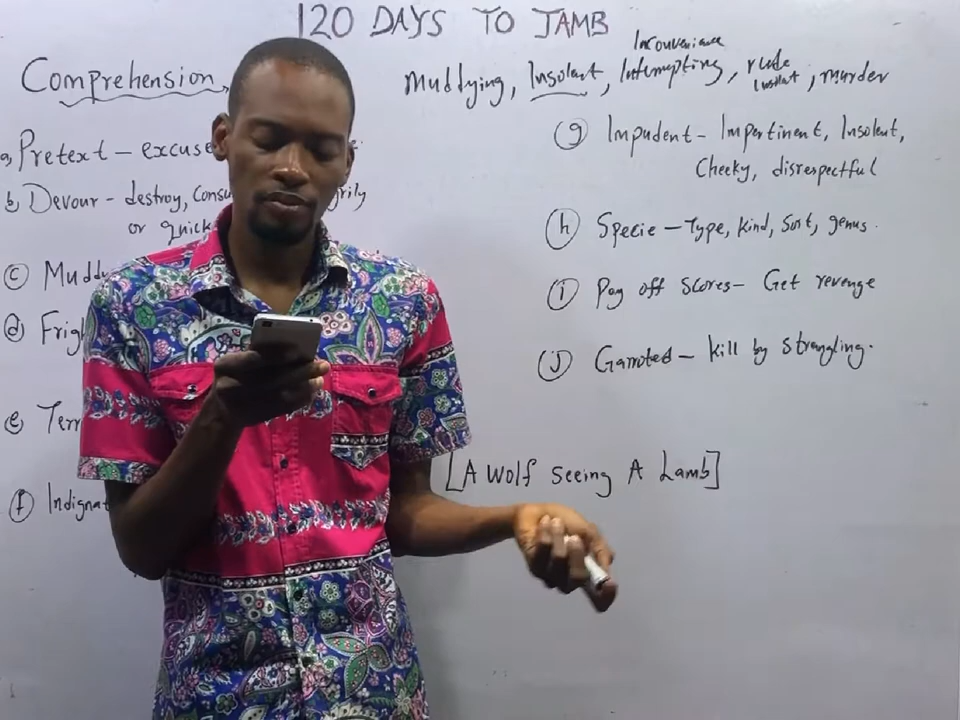 120 DAYS TO JAMB
Comprehension
Inconvenience
Muddying, Insolent, Interrupting, rude, murder
insolent
a, Pretext – excuse
b, Devour – destroy,
or quick
c Muddy
d Frigh
e Terr
f Indignat
g Impudent – Impertinent, Insolent,
Cheeky, disrespectful
h Specie – Type, kind, Sort, genus.
i Pay off Scores – Get revenge
j Garroted – kill by strangling.
[A Wolf seeing A Lamb]